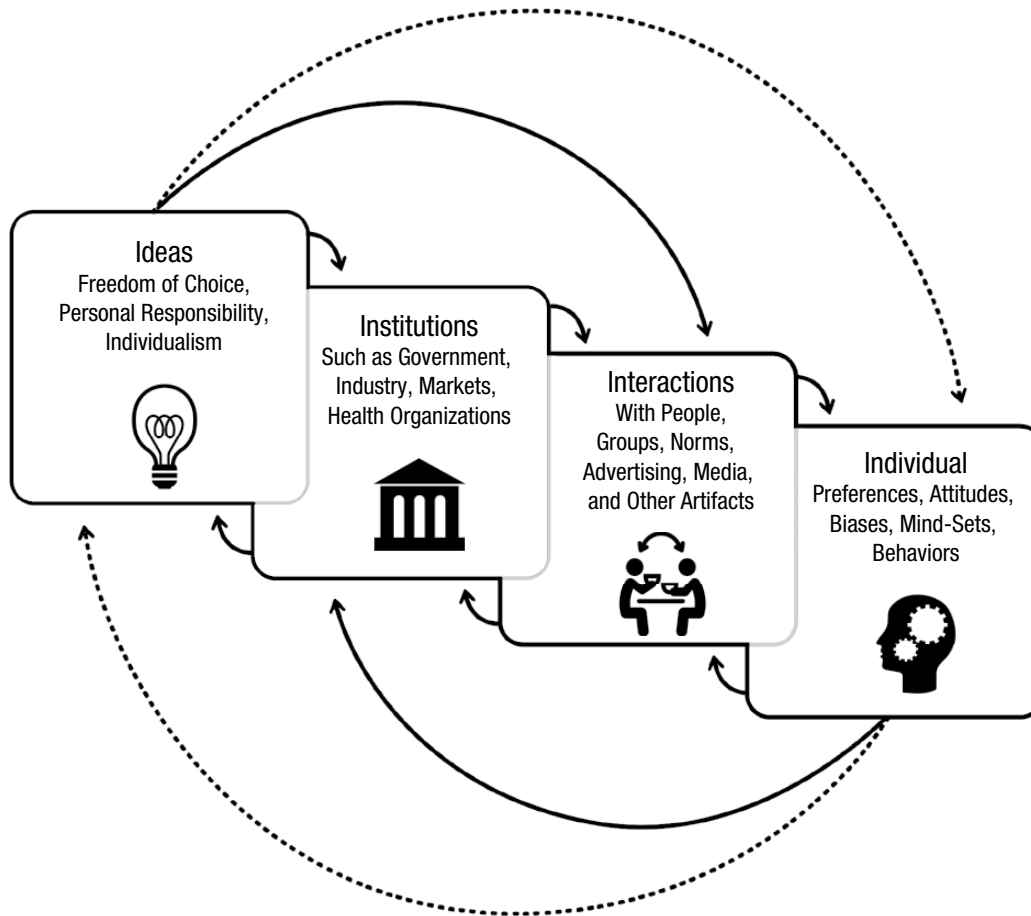 Ideas
Freedom of Choice,
Personal Responsibility,
Individualism
Institutions
Such as Government,
Industry, Markets,
Health Organizations
Interactions
With People,
Groups, Norms,
Advertising, Media,
and Other Artifacts
Individual
Preferences, Attitudes,
Biases, Mind-Sets,
Behaviors